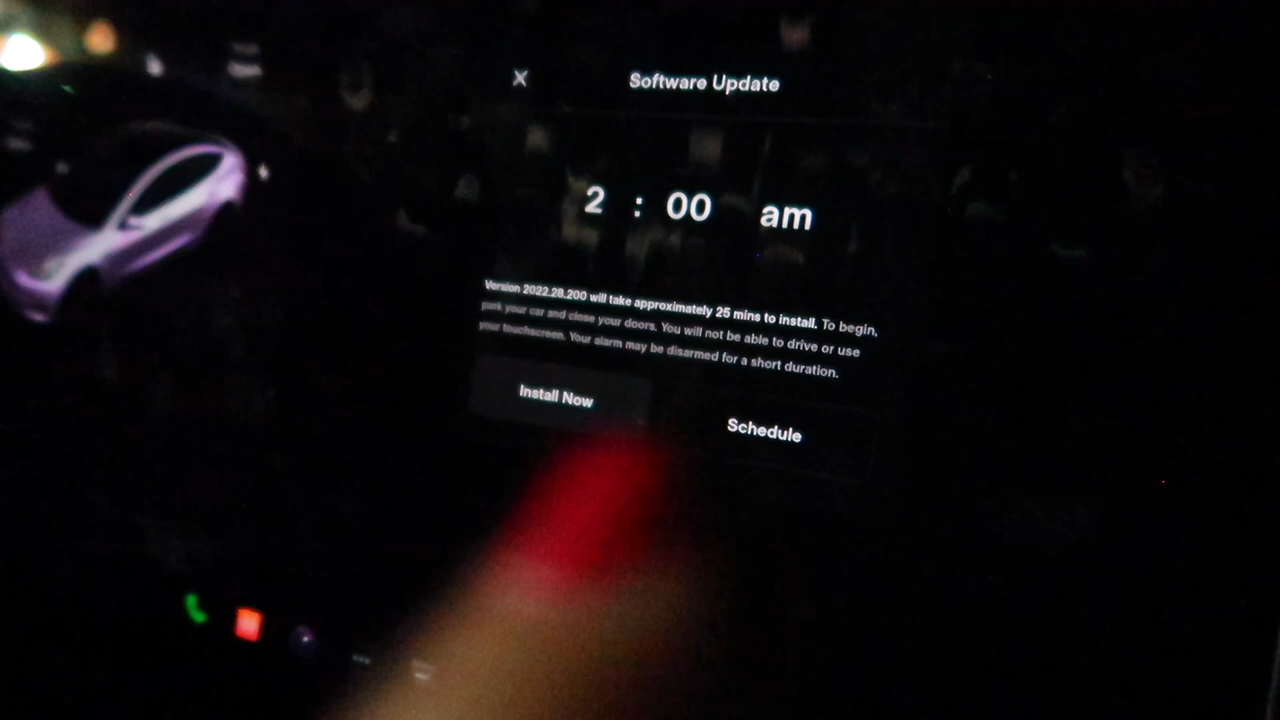 X
Software Update
2 : 00 am
Version 2022.28.200 will take approximately 25 mins to install. To begin,
park your car and close your doors. You will not be able to drive or use
your touchscreen. Your alarm may be disarmed for a short duration.
Install Now
Schedule